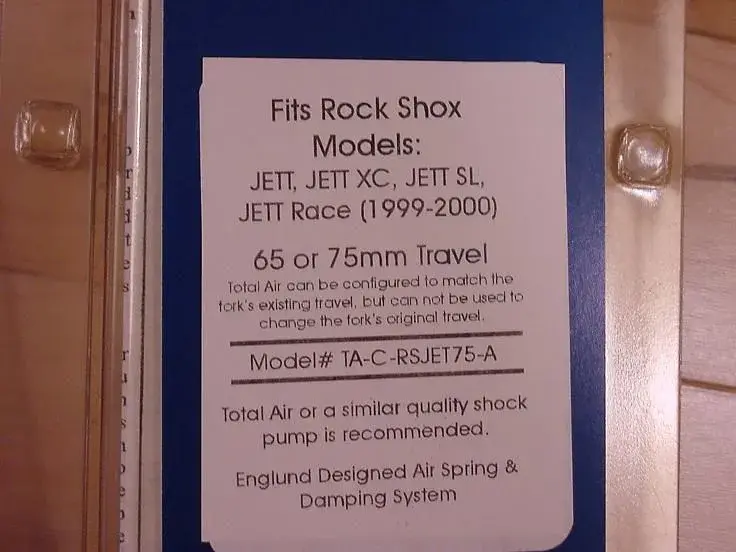 Fits Rock Shox
Models:
JETT, JETT XC, JETT SL,
JETT Race (1999-2000)
65 or 75mm Travel
Total Air can be configured to match the
fork's existing travel, but can not be used to
change the fork's original travel.
Model# TA-C-RSJET75-A
Total Air or a similar quality shock
pump is recommended.
Englund Designed Air Spring &
Damping System